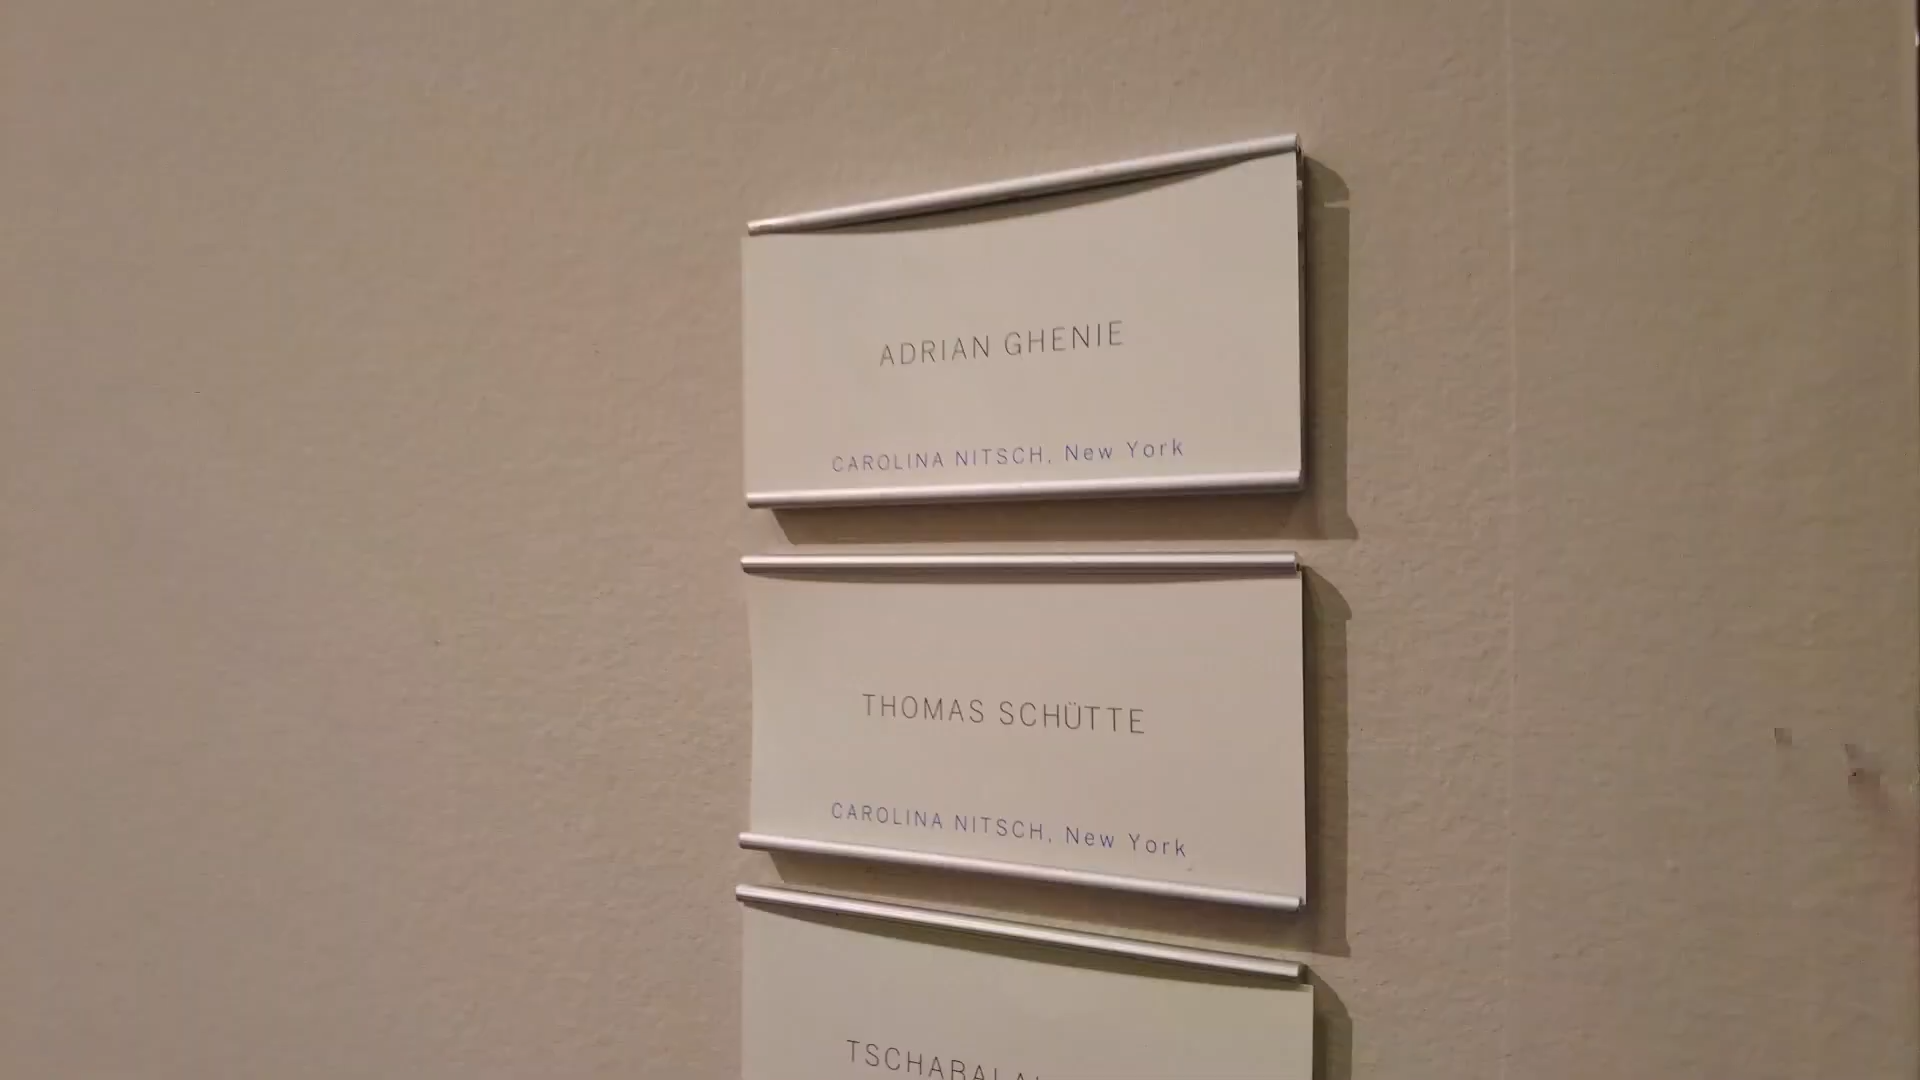 ADRIAN GHENIE
CAROLINA NITSCH, New York
THOMAS SCHÜTTE
CAROLINA NITSCH, New York